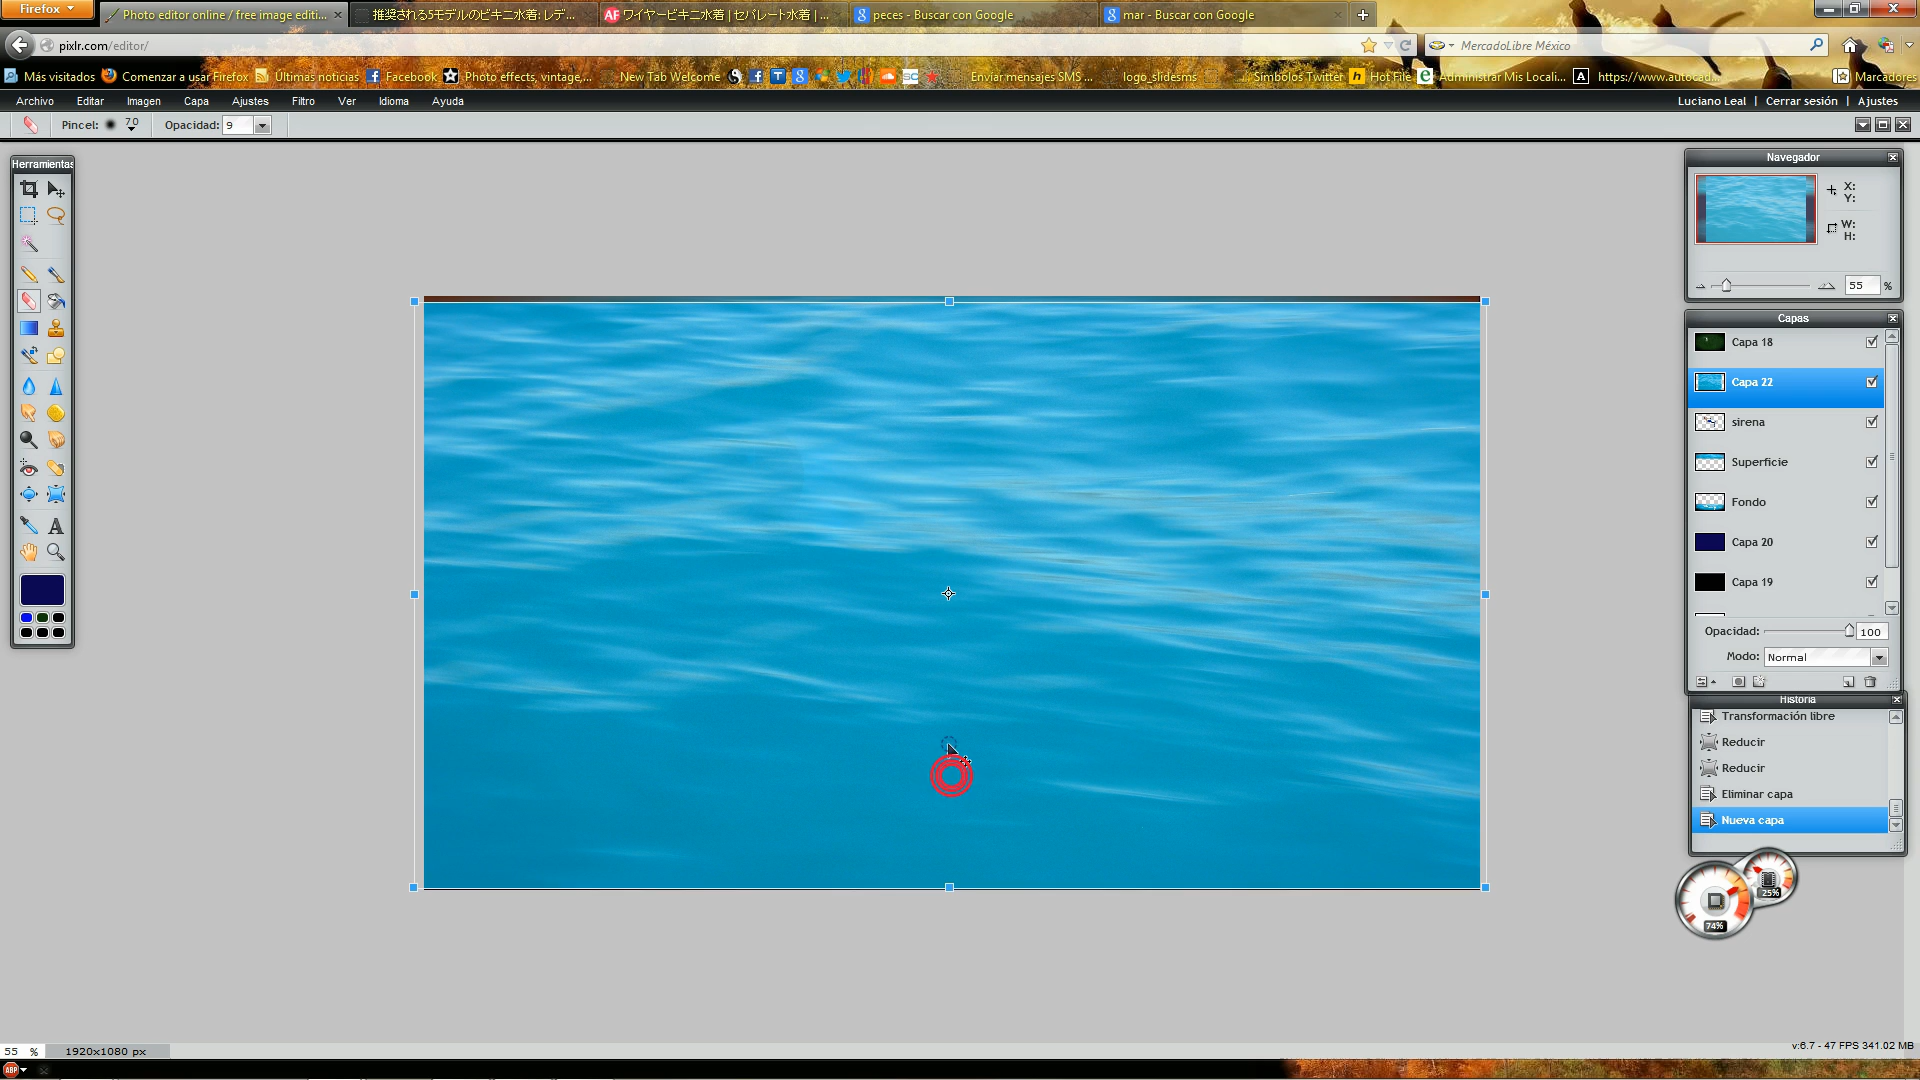 Firefox
Photo editor online / free image editi...
推奨される5モデルのビキニ水着: レデ...
AF ワイヤービキニ水着 | セパレート水着 | ...
peces - Buscar con Google
mar - Buscar con Google
pixlr.com/editor/
MercadoLibre México
Más visitados
Comenzar a usar Firefox
Últimas noticias
Facebook
Photo effects, vintage,...
New Tab Welcome
Enviar mensajes SMS ...
logo_slidesms
Simbolos Twitter
Hot File
Administrar Mis Locali...
https://www.autocad...
Marcadores
Archivo Editar Imagen Capa Ajustes Filtro Ver Idioma Ayuda
Luciano Leal | Cerrar sesión | Ajustes
Pincel: 70 Opacidad: 9
Herramientas
Navegador
X:
Y:
W:
H:
55 %
Capas
Capa 18
Capa 22
sirena
Superficie
Fondo
Capa 20
Capa 19
Opacidad: 100
Modo: Normal
Historia
Transformación libre
Reducir
Reducir
Eliminar capa
Nueva capa
25%
74%
55 % 1920x1080 px
v:6.7 - 47 FPS 341.02 MB
ABP